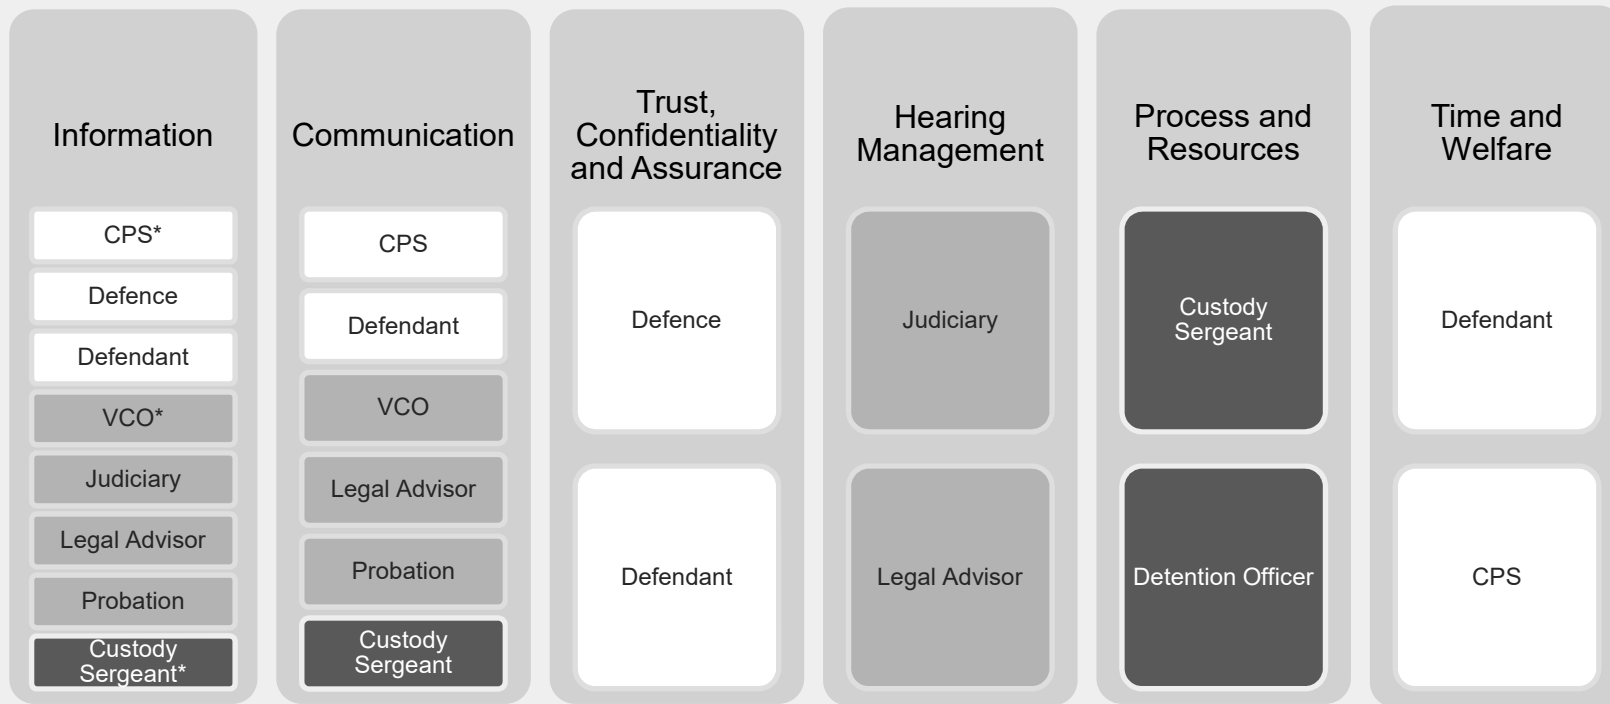 Information
CPS*
Defence
Defendant
VCO*
Judiciary
Legal Advisor
Probation
Custody
Sergeant*
Communication
CPS
Defendant
VCO
Legal Advisor
Probation
Custody
Sergeant
Trust,
Confidentiality
and Assurance
Defence
Defendant
Hearing
Management
Judiciary
Legal Advisor
Process and
Resources
Custody
Sergeant
Detention Officer
Time and
Welfare
Defendant
CPS